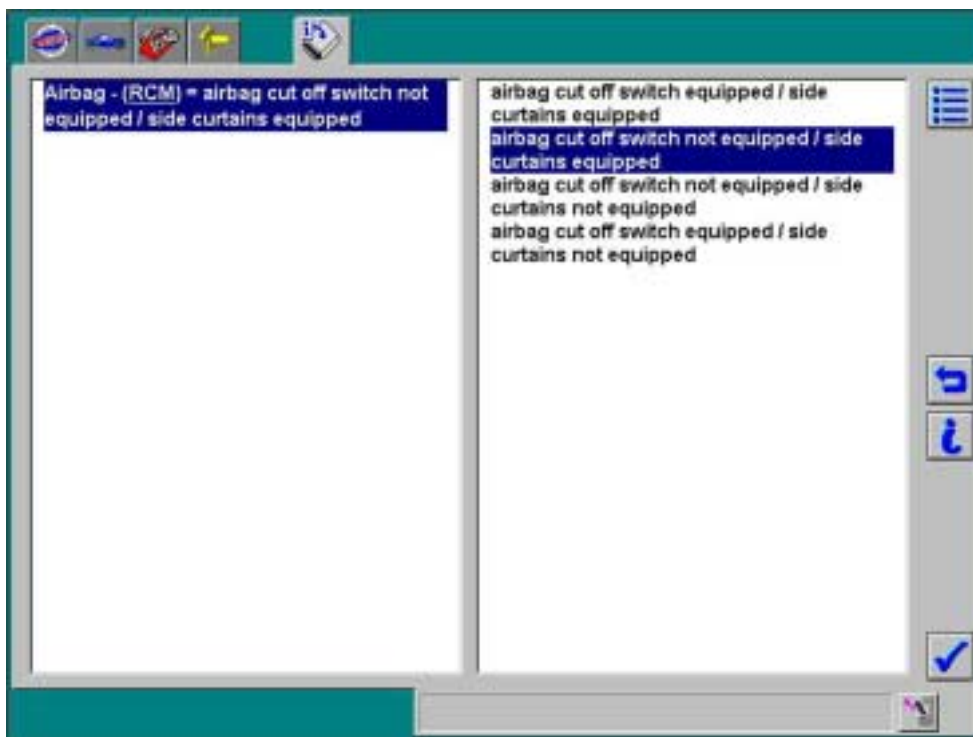 Airbag - (RCM) = airbag cut off switch not
equipped / side curtains equipped
airbag cut off switch equipped / side
curtains equipped
airbag cut off switch not equipped / side
curtains equipped
airbag cut off switch not equipped / side
curtains not equipped
airbag cut off switch equipped / side
curtains not equipped